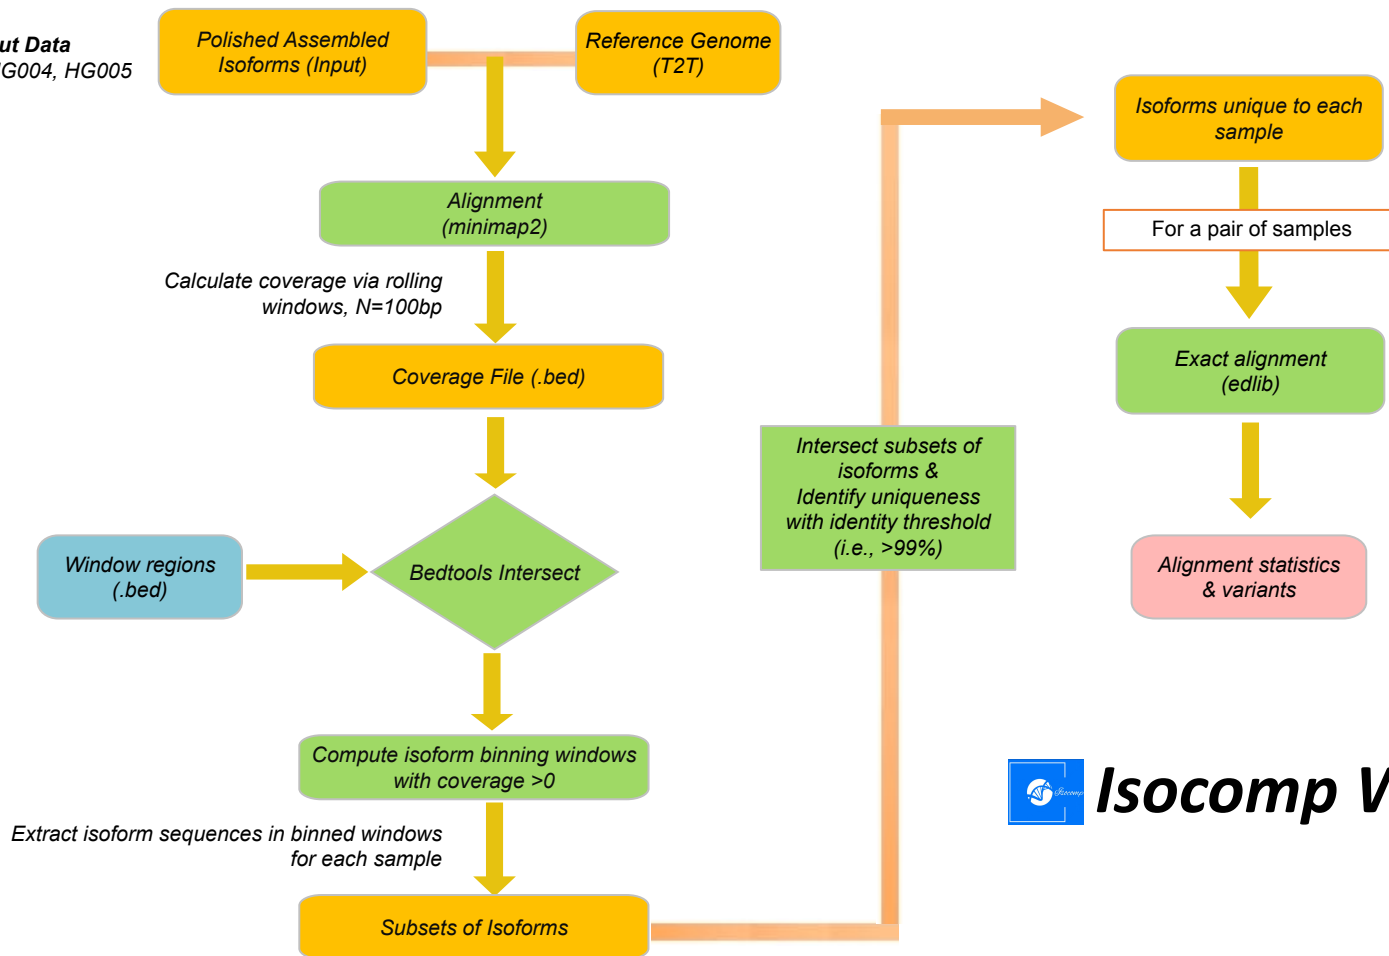 ut Data
G004, HG005
Polished Assembled
Isoforms (Input)
Reference Genome
(T2T)
Alignment
(minimap2)
Calculate coverage via rolling
windows, N=100bp
Coverage File (.bed)
Window regions
(.bed)
Bedtools Intersect
Compute isoform binning windows
with coverage >0
Extract isoform sequences in binned windows
for each sample
Subsets of Isoforms
Intersect subsets of
isoforms &
Identify uniqueness
with identity threshold
(i.e., >99%)
Isoforms unique to each
sample
For a pair of samples
Exact alignment
(edlib)
Alignment statistics
& variants
Isocomp
Isocomp V